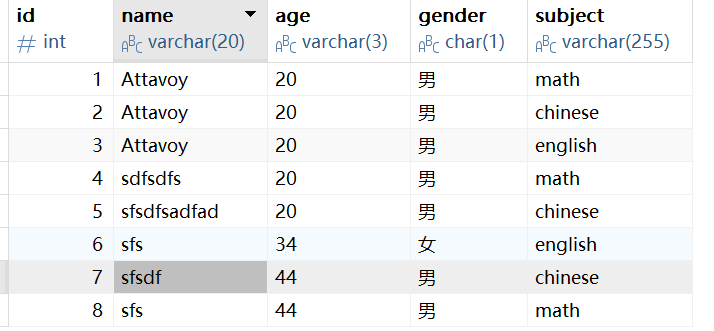 id name age gender subject
# int ABC varchar(20) ABC varchar(3) ABC char(1) ABC varchar(255)
1 Attavoy 20 男 math
2 Attavoy 20 男 chinese
3 Attavoy 20 男 english
4 sdfsdfs 20 男 math
5 sfsdfsadfad 20 男 chinese
6 sfs 34 女 english
7 sfsdf 44 男 chinese
8 sfs 44 男 math